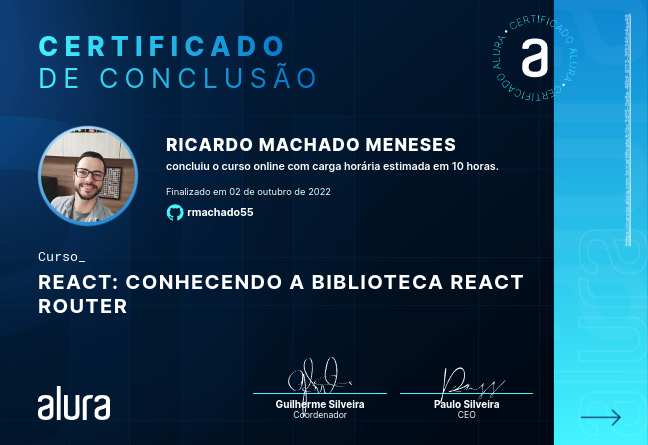 CERTIFICADO
DE CONCLUSÃO
ALURA • CERTIFICADO ALURA • CERTIFICADO
a
RICARDO MACHADO MENESES
concluiu o curso online com carga horária estimada em 10 horas.
Finalizado em 02 de outubro de 2022
rmachado55
Curso_
REACT: CONHECENDO A BIBLIOTECA REACT
ROUTER
alura
Guilherme Silveira
Coordenador
Paulo Silveira
CEO
alura